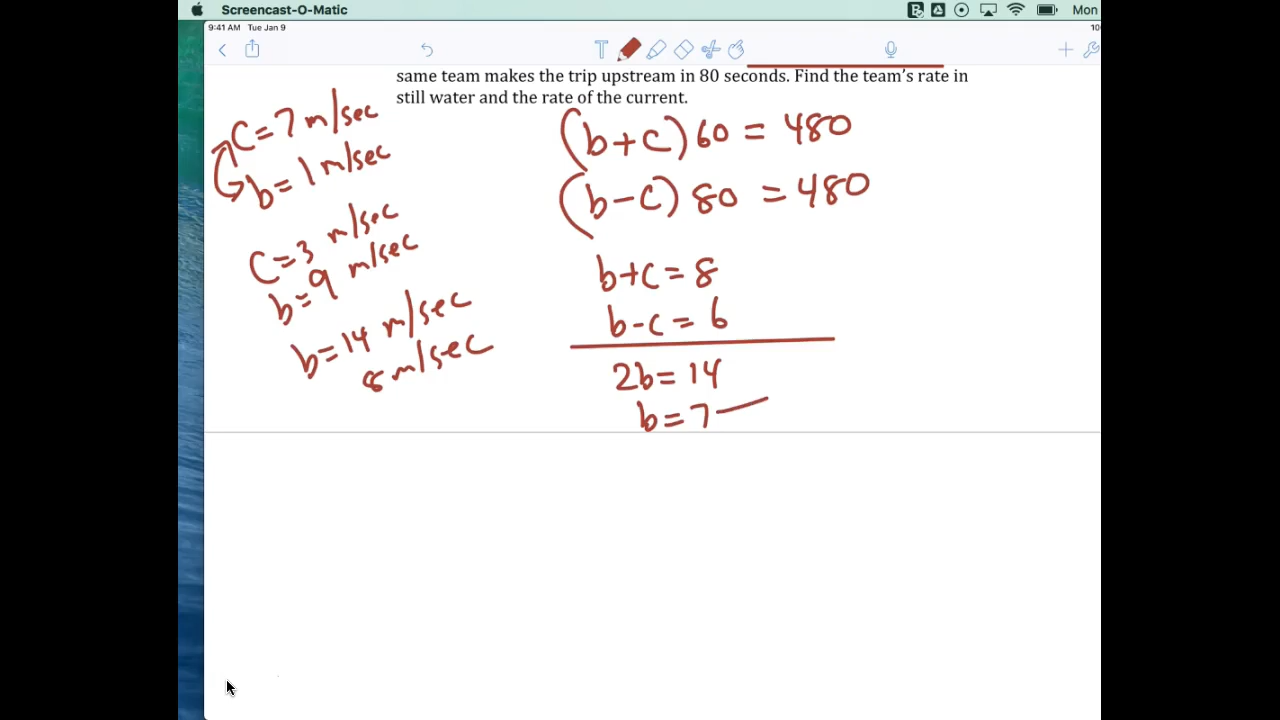 Screencast-O-Matic
Mon
9:41 AM Tue Jan 9
10
T
same team makes the trip upstream in 80 seconds. Find the team's rate in
still water and the rate of the current.
C=7 m/sec
b=1 m/sec
C=3 m/sec
b=9 m/sec
b=14 m/sec
8 m/sec
(b+c)60 = 480
(b-c) 80 = 480
b+c=8
b-c=6
2b=14
b=7